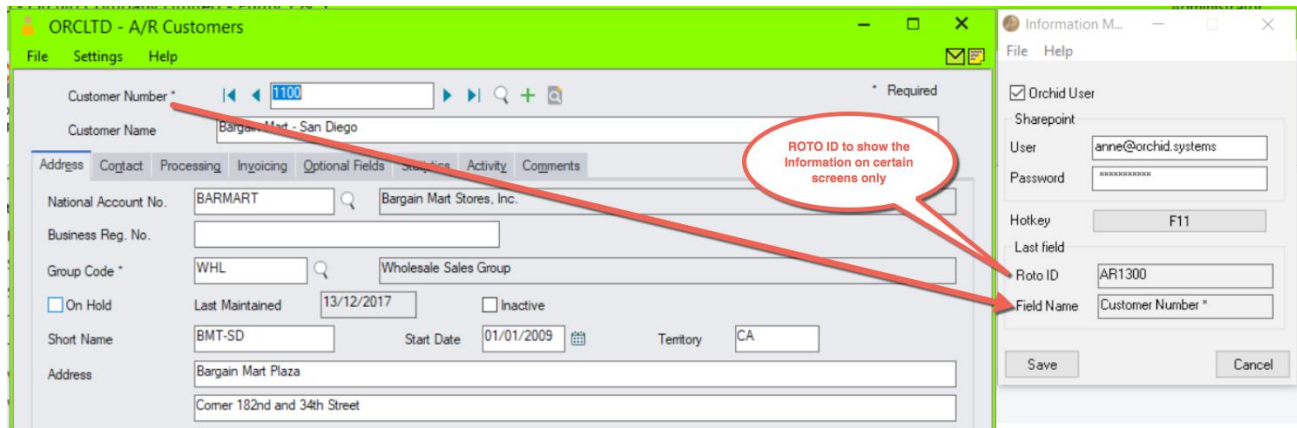 ORCLTD - A/R Customers
File Settings Help
Customer Number * 1100 * Required
Customer Name Bargain Mart - San Diego
Address Contact Processing Invoicing Optional Fields Statistics Activity Comments
National Account No. BARMART Bargain Mart Stores, Inc.
Business Reg. No.
Group Code * WHL Wholesale Sales Group
On Hold Last Maintained 13/12/2017 Inactive
Short Name BMT-SD Start Date 01/01/2009 Territory CA
Address Bargain Mart Plaza
Corner 182nd and 34th Street
ROTO ID to show the
Information on certain
screens only
Information M...
File Help
Orchid User
Sharepoint
User anne@orchid.systems
Password xxxxxxxxxxx
Hotkey F11
Last field
Roto ID AR1300
Field Name Customer Number *
Save Cancel